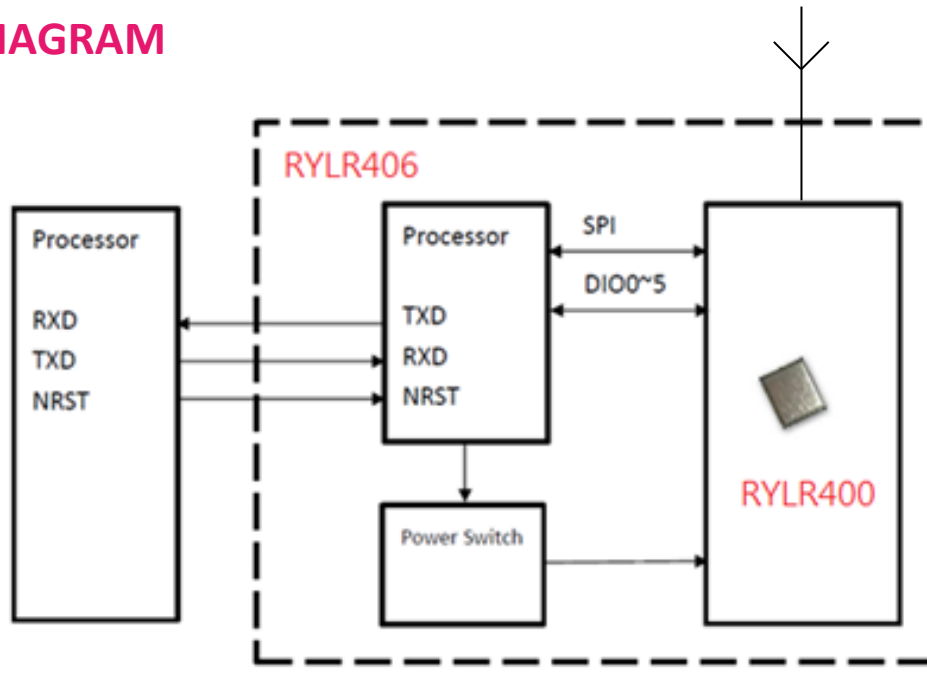 IAGRAM
RYLR406
Processor
RXD
TXD
NRST
Processor
TXD
RXD
NRST
SPI
DIO0~5
Power Switch
RYLR400